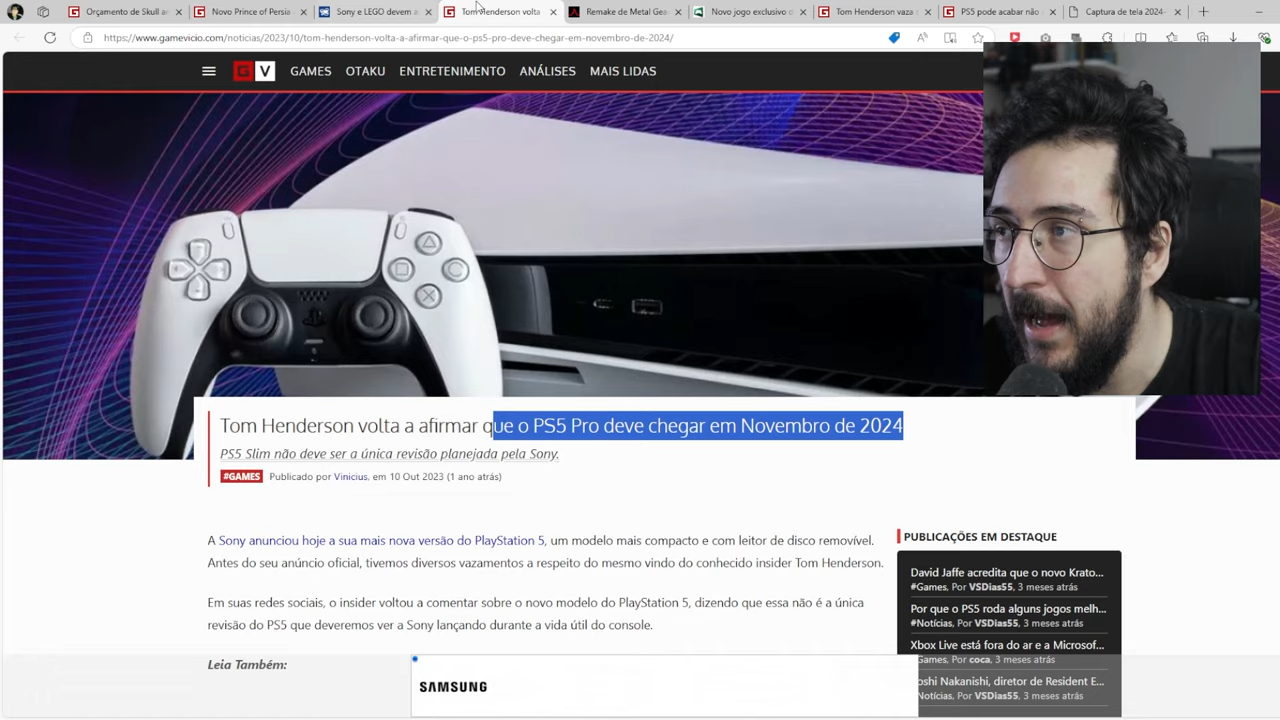 Orçamento de Skull a
Novo Prince of Persia
Sony e LEGO devem a
Tom Henderson volta
Remake de Metal Gea
Novo jogo exclusivo d
Tom Henderson vaza
PS5 pode acabar não
Captura de tela 2024-
https://www.gamevicio.com/noticias/2023/10/tom-henderson-volta-a-afirmar-que-o-ps5-pro-deve-chegar-em-novembro-de-2024/
G V GAMES OTAKU ENTRETENIMENTO ANÁLISES MAIS LIDAS
Tom Henderson volta a afirmar que o PS5 Pro deve chegar em Novembro de 2024
PS5 Slim não deve ser a única revisão planejada pela Sony.
#GAMES Publicado por Vinicius, em 10 Out 2023 (1 ano atrás)
A Sony anunciou hoje a sua mais nova versão do PlayStation 5, um modelo mais compacto e com leitor de disco removível.
Antes do seu anúncio oficial, tivemos diversos vazamentos a respeito do mesmo vindo do conhecido insider Tom Henderson.
Em suas redes sociais, o insider voltou a comentar sobre o novo modelo do PlayStation 5, dizendo que essa não é a única
revisão do PS5 que deveremos ver a Sony lançando durante a vida útil do console.
Leia Também:
PUBLICAÇÕES EM DESTAQUE
David Jaffe acredita que o novo Krato...
#Games, Por VSDias55, 3 meses atrás
Por que o PS5 roda alguns jogos melh...
#Notícias, Por VSDias55, 3 meses atrás
Xbox Live está fora do ar e a Microsof...
Games, Por coca, 3 meses atrás
oshi Nakanishi, diretor de Resident E...
Notícias, Por VSDias55, 3 meses atrás
SAMSUNG